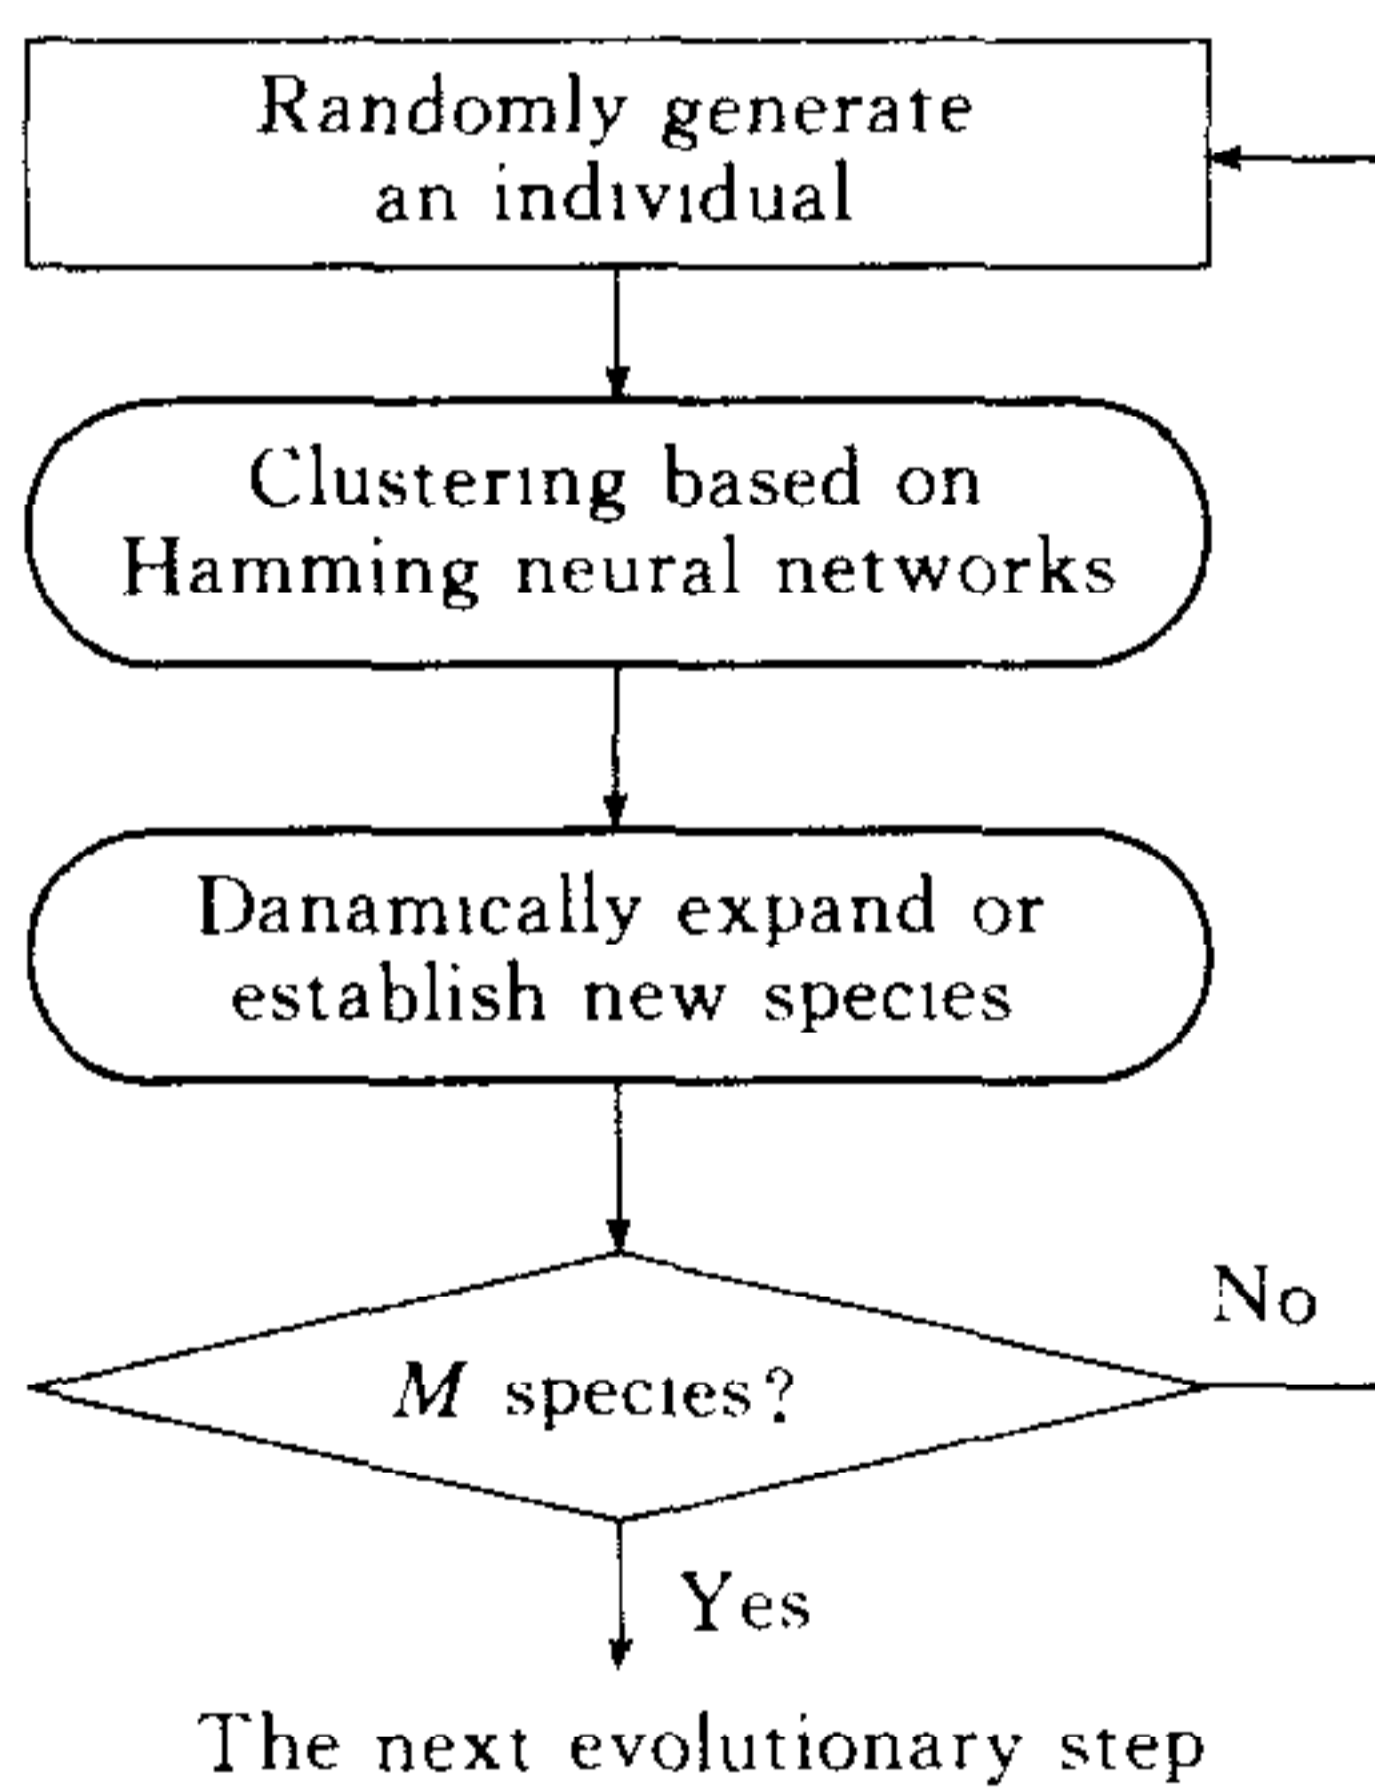 Randomly generate
an individual
Clustering based on
Hamming neural networks
Danamically expand or
establish new species
M species?
No
Yes
The next evolutionary step